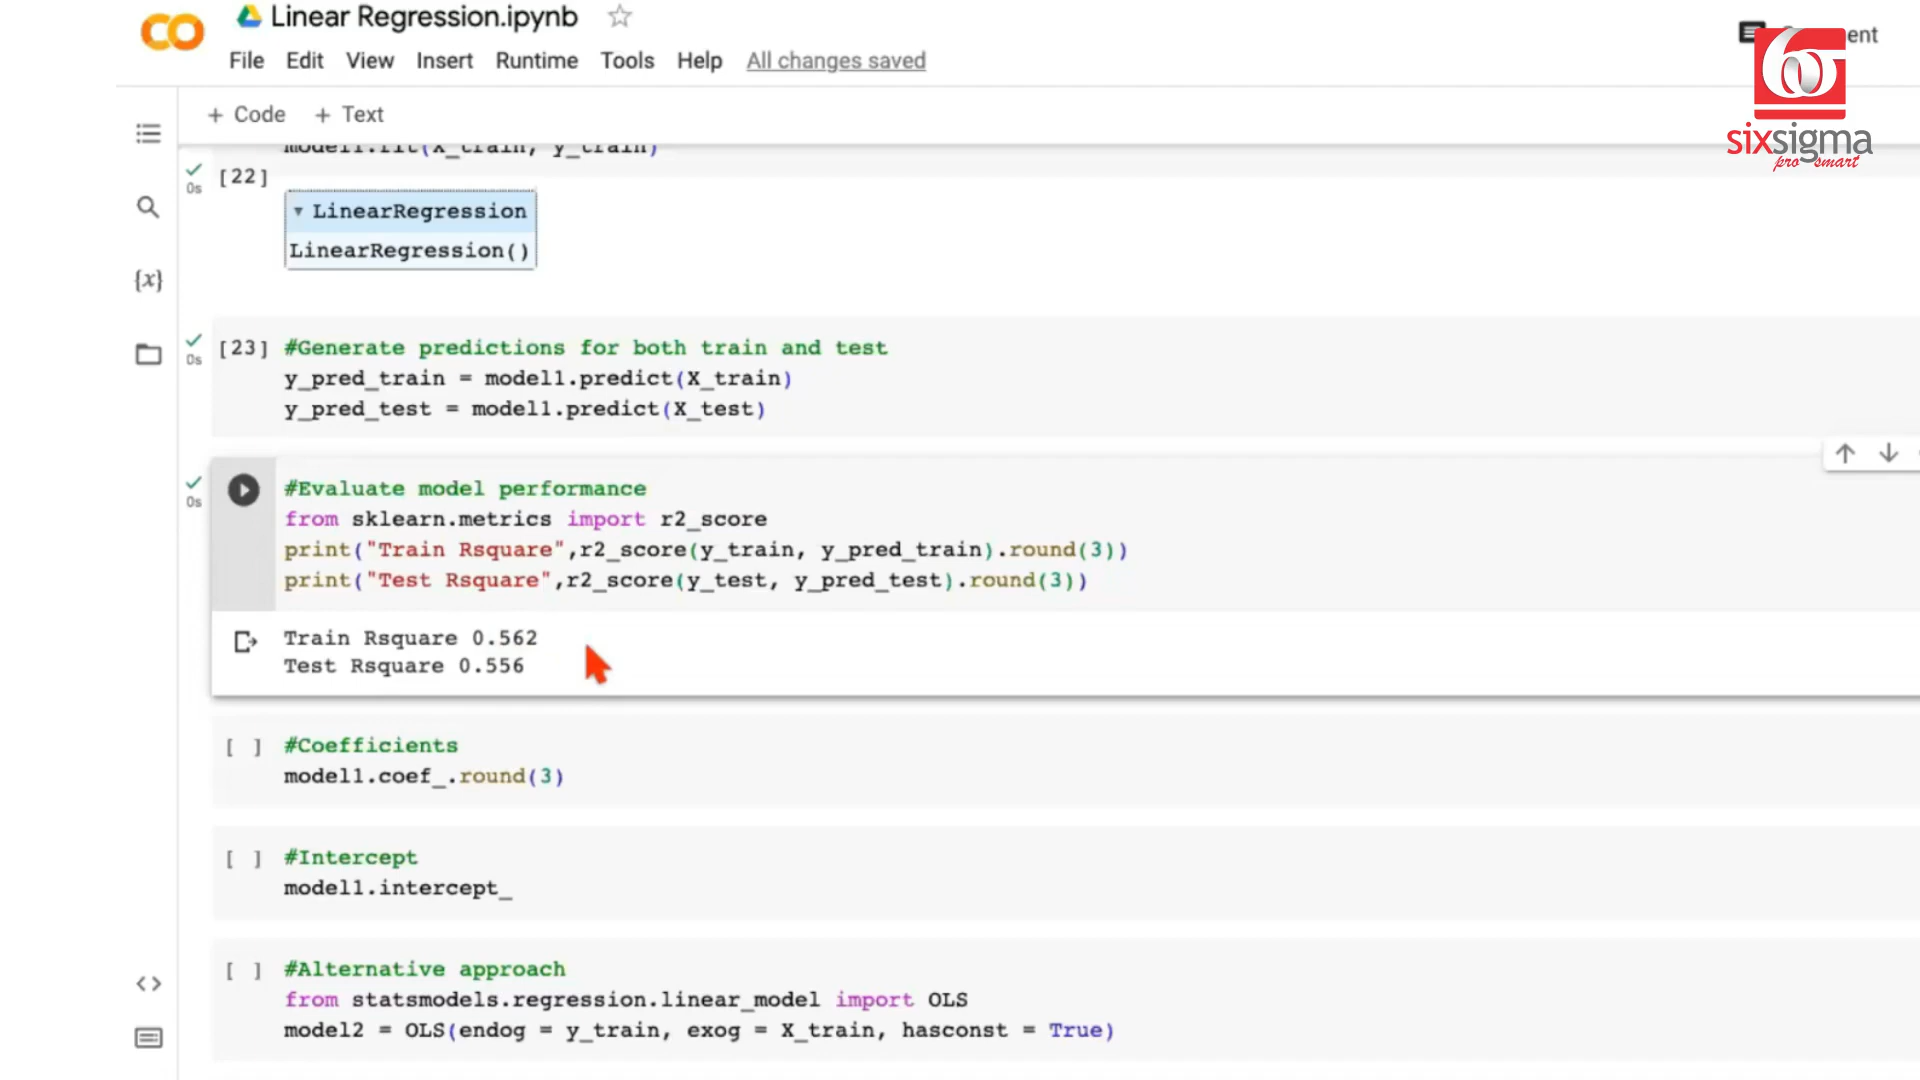 CO
Linear Regression.ipynb
File Edit View Insert Runtime Tools Help All changes saved
sixsigma
pro smart
+ Code + Text
model1.fit(X_train, y_train)
0s
[22]
LinearRegression
LinearRegression()
{x}
0s
[23] #Generate predictions for both train and test
y_pred_train = model1.predict(X_train)
y_pred_test = model1.predict(X_test)
0s
#Evaluate model performance
from sklearn.metrics import r2_score
print("Train Rsquare",r2_score(y_train, y_pred_train).round(3))
print("Test Rsquare",r2_score(y_test, y_pred_test).round(3))
Train Rsquare 0.562
Test Rsquare 0.556
[ ] #Coefficients
model1.coef_.round(3)
[ ] #Intercept
model1.intercept_
[ ] #Alternative approach
from statsmodels.regression.linear_model import OLS
model2 = OLS(endog = y_train, exog = X_train, hasconst = True)